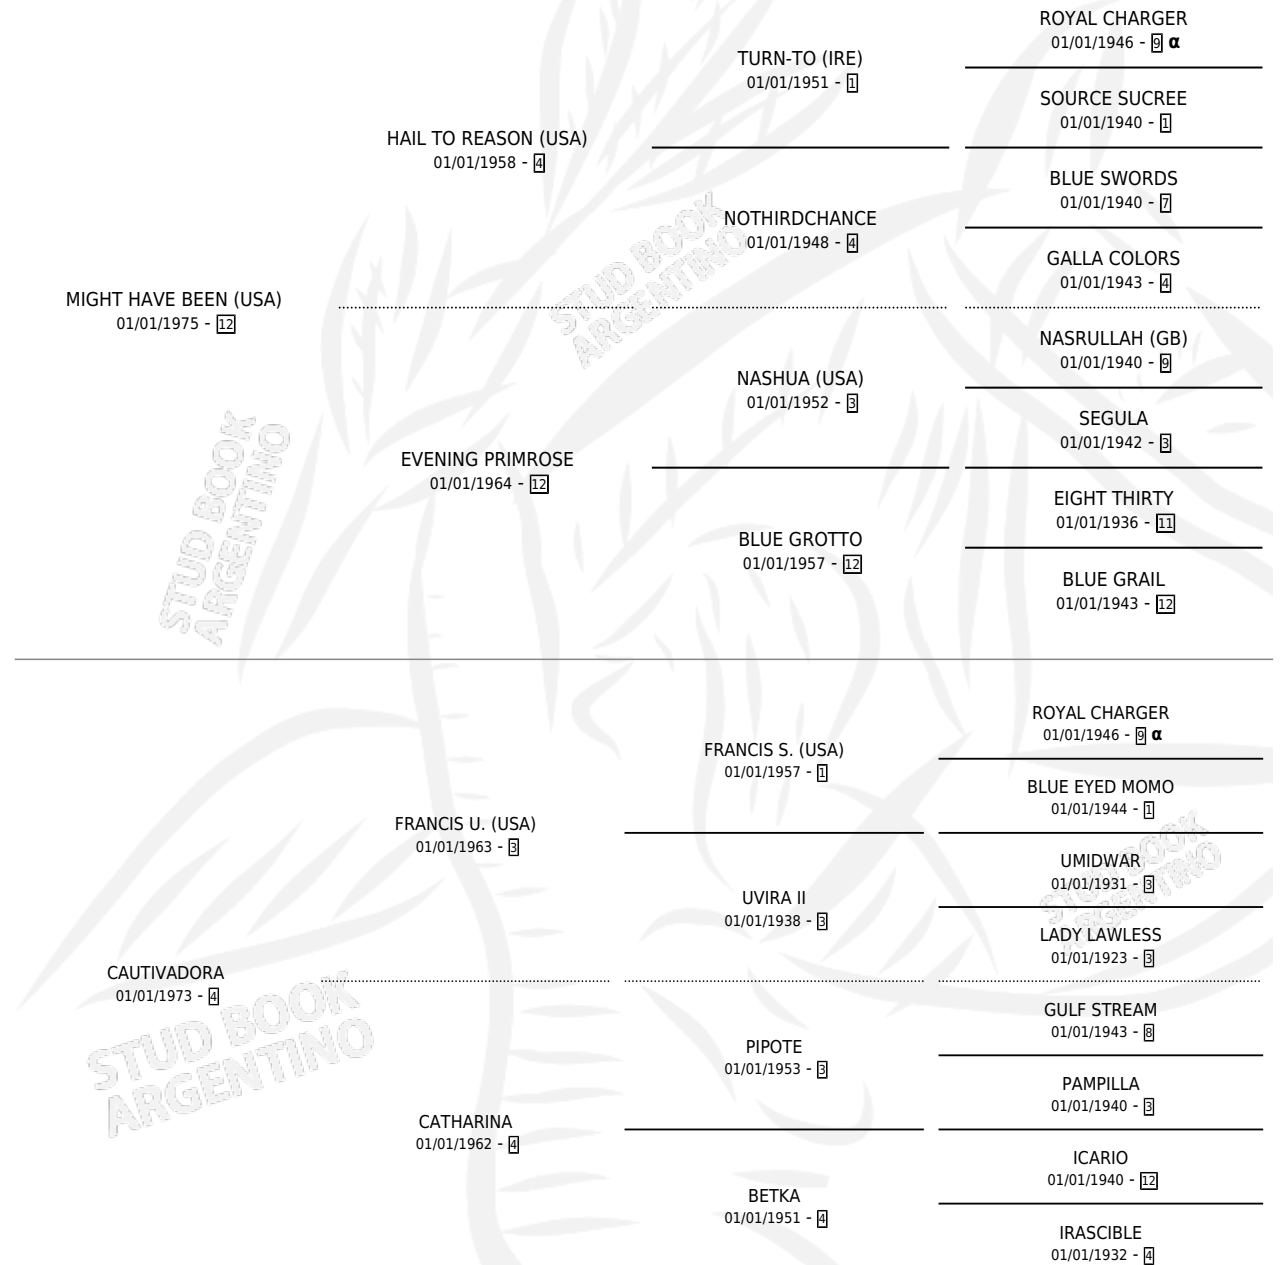 ROYAL CHARGER
01/01/1946 - 9 α
TURN-TO (IRE)
01/01/1951 - 1
SOURCE SUCREE
01/01/1940 - 1
HAIL TO REASON (USA)
01/01/1958 - 4
BLUE SWORDS
01/01/1940 - 7
NOTHIRDCHANCE
01/01/1948 - 4
GALLA COLORS
01/01/1943 - 4
MIGHT HAVE BEEN (USA)
01/01/1975 - 12
NASRULLAH (GB)
01/01/1940 - 9
NASHUA (USA)
01/01/1952 - 3
SEGULA
01/01/1942 - 3
EVENING PRIMROSE
01/01/1964 - 12
EIGHT THIRTY
01/01/1936 - 11
BLUE GROTTO
01/01/1957 - 12
BLUE GRAIL
01/01/1943 - 12
ROYAL CHARGER
01/01/1946 - 9 α
FRANCIS S. (USA)
01/01/1957 - 1
BLUE EYED MOMO
01/01/1944 - 1
FRANCIS U. (USA)
01/01/1963 - 3
UMIDWAR
01/01/1931 - 3
UVIRA II
01/01/1938 - 3
LADY LAWLESS
01/01/1923 - 3
CAUTIVADORA
01/01/1973 - 4
GULF STREAM
01/01/1943 - 8
PIPOTE
01/01/1953 - 3
PAMPILLA
01/01/1940 - 3
CATHARINA
01/01/1962 - 4
ICARIO
01/01/1940 - 12
BETKA
01/01/1951 - 4
IRASCIBLE
01/01/1932 - 4
STUD BOOK
ARGENTINO
STUD BOOK
ARGENTINO
STUD BOOK
ARGENTINO
STUD BOOK
ARGENTINO